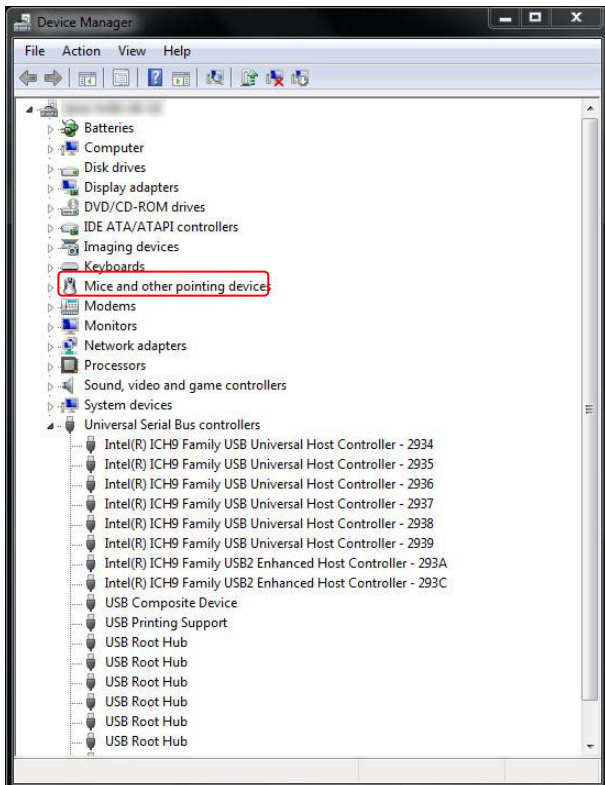 Device Manager
File Action View Help
Batteries
Computer
Disk drives
Display adapters
DVD/CD-ROM drives
IDE ATA/ATAPI controllers
Imaging devices
Keyboards
Mice and other pointing devices
Modems
Monitors
Network adapters
Processors
Sound, video and game controllers
System devices
Universal Serial Bus controllers
Intel(R) ICH9 Family USB Universal Host Controller - 2934
Intel(R) ICH9 Family USB Universal Host Controller - 2935
Intel(R) ICH9 Family USB Universal Host Controller - 2936
Intel(R) ICH9 Family USB Universal Host Controller - 2937
Intel(R) ICH9 Family USB Universal Host Controller - 2938
Intel(R) ICH9 Family USB Universal Host Controller - 2939
Intel(R) ICH9 Family USB2 Enhanced Host Controller - 293A
Intel(R) ICH9 Family USB2 Enhanced Host Controller - 293C
USB Composite Device
USB Printing Support
USB Root Hub
USB Root Hub
USB Root Hub
USB Root Hub
USB Root Hub
USB Root Hub